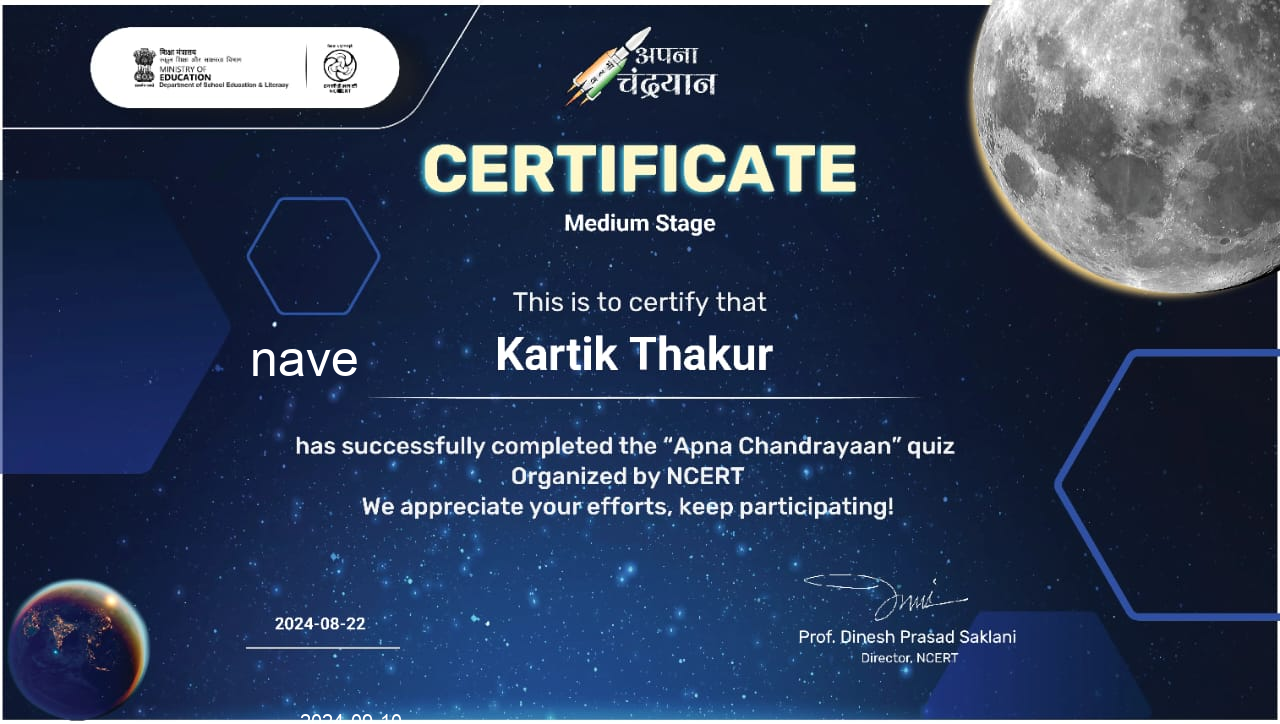 शिक्षा मंत्रालय
स्कूल शिक्षा और साक्षरता विभाग
MINISTRY OF
EDUCATION
Department of School Education & Literacy
NCERT
अपना
चंद्रयान
CERTIFICATE
Medium Stage
This is to certify that
nave Kartik Thakur
has successfully completed the “Apna Chandrayaan” quiz
Organized by NCERT
We appreciate your efforts, keep participating!
2024-08-22
Prof. Dinesh Prasad Saklani
Director, NCERT